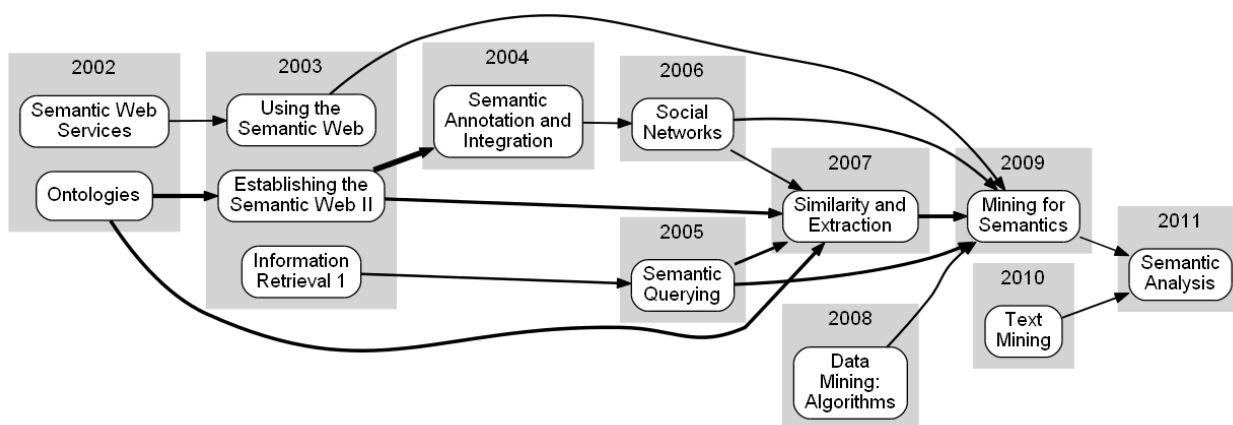 2002
Semantic Web
Services
Ontologies
2003
Using the
Semantic Web
Establishing the
Semantic Web II
Information
Retrieval 1
2004
Semantic
Annotation and
Integration
2006
Social
Networks
2005
Semantic
Querying
2007
Similarity and
Extraction
2008
Data
Mining:
Algorithms
2009
Mining for
Semantics
2010
Text
Mining
2011
Semantic
Analysis